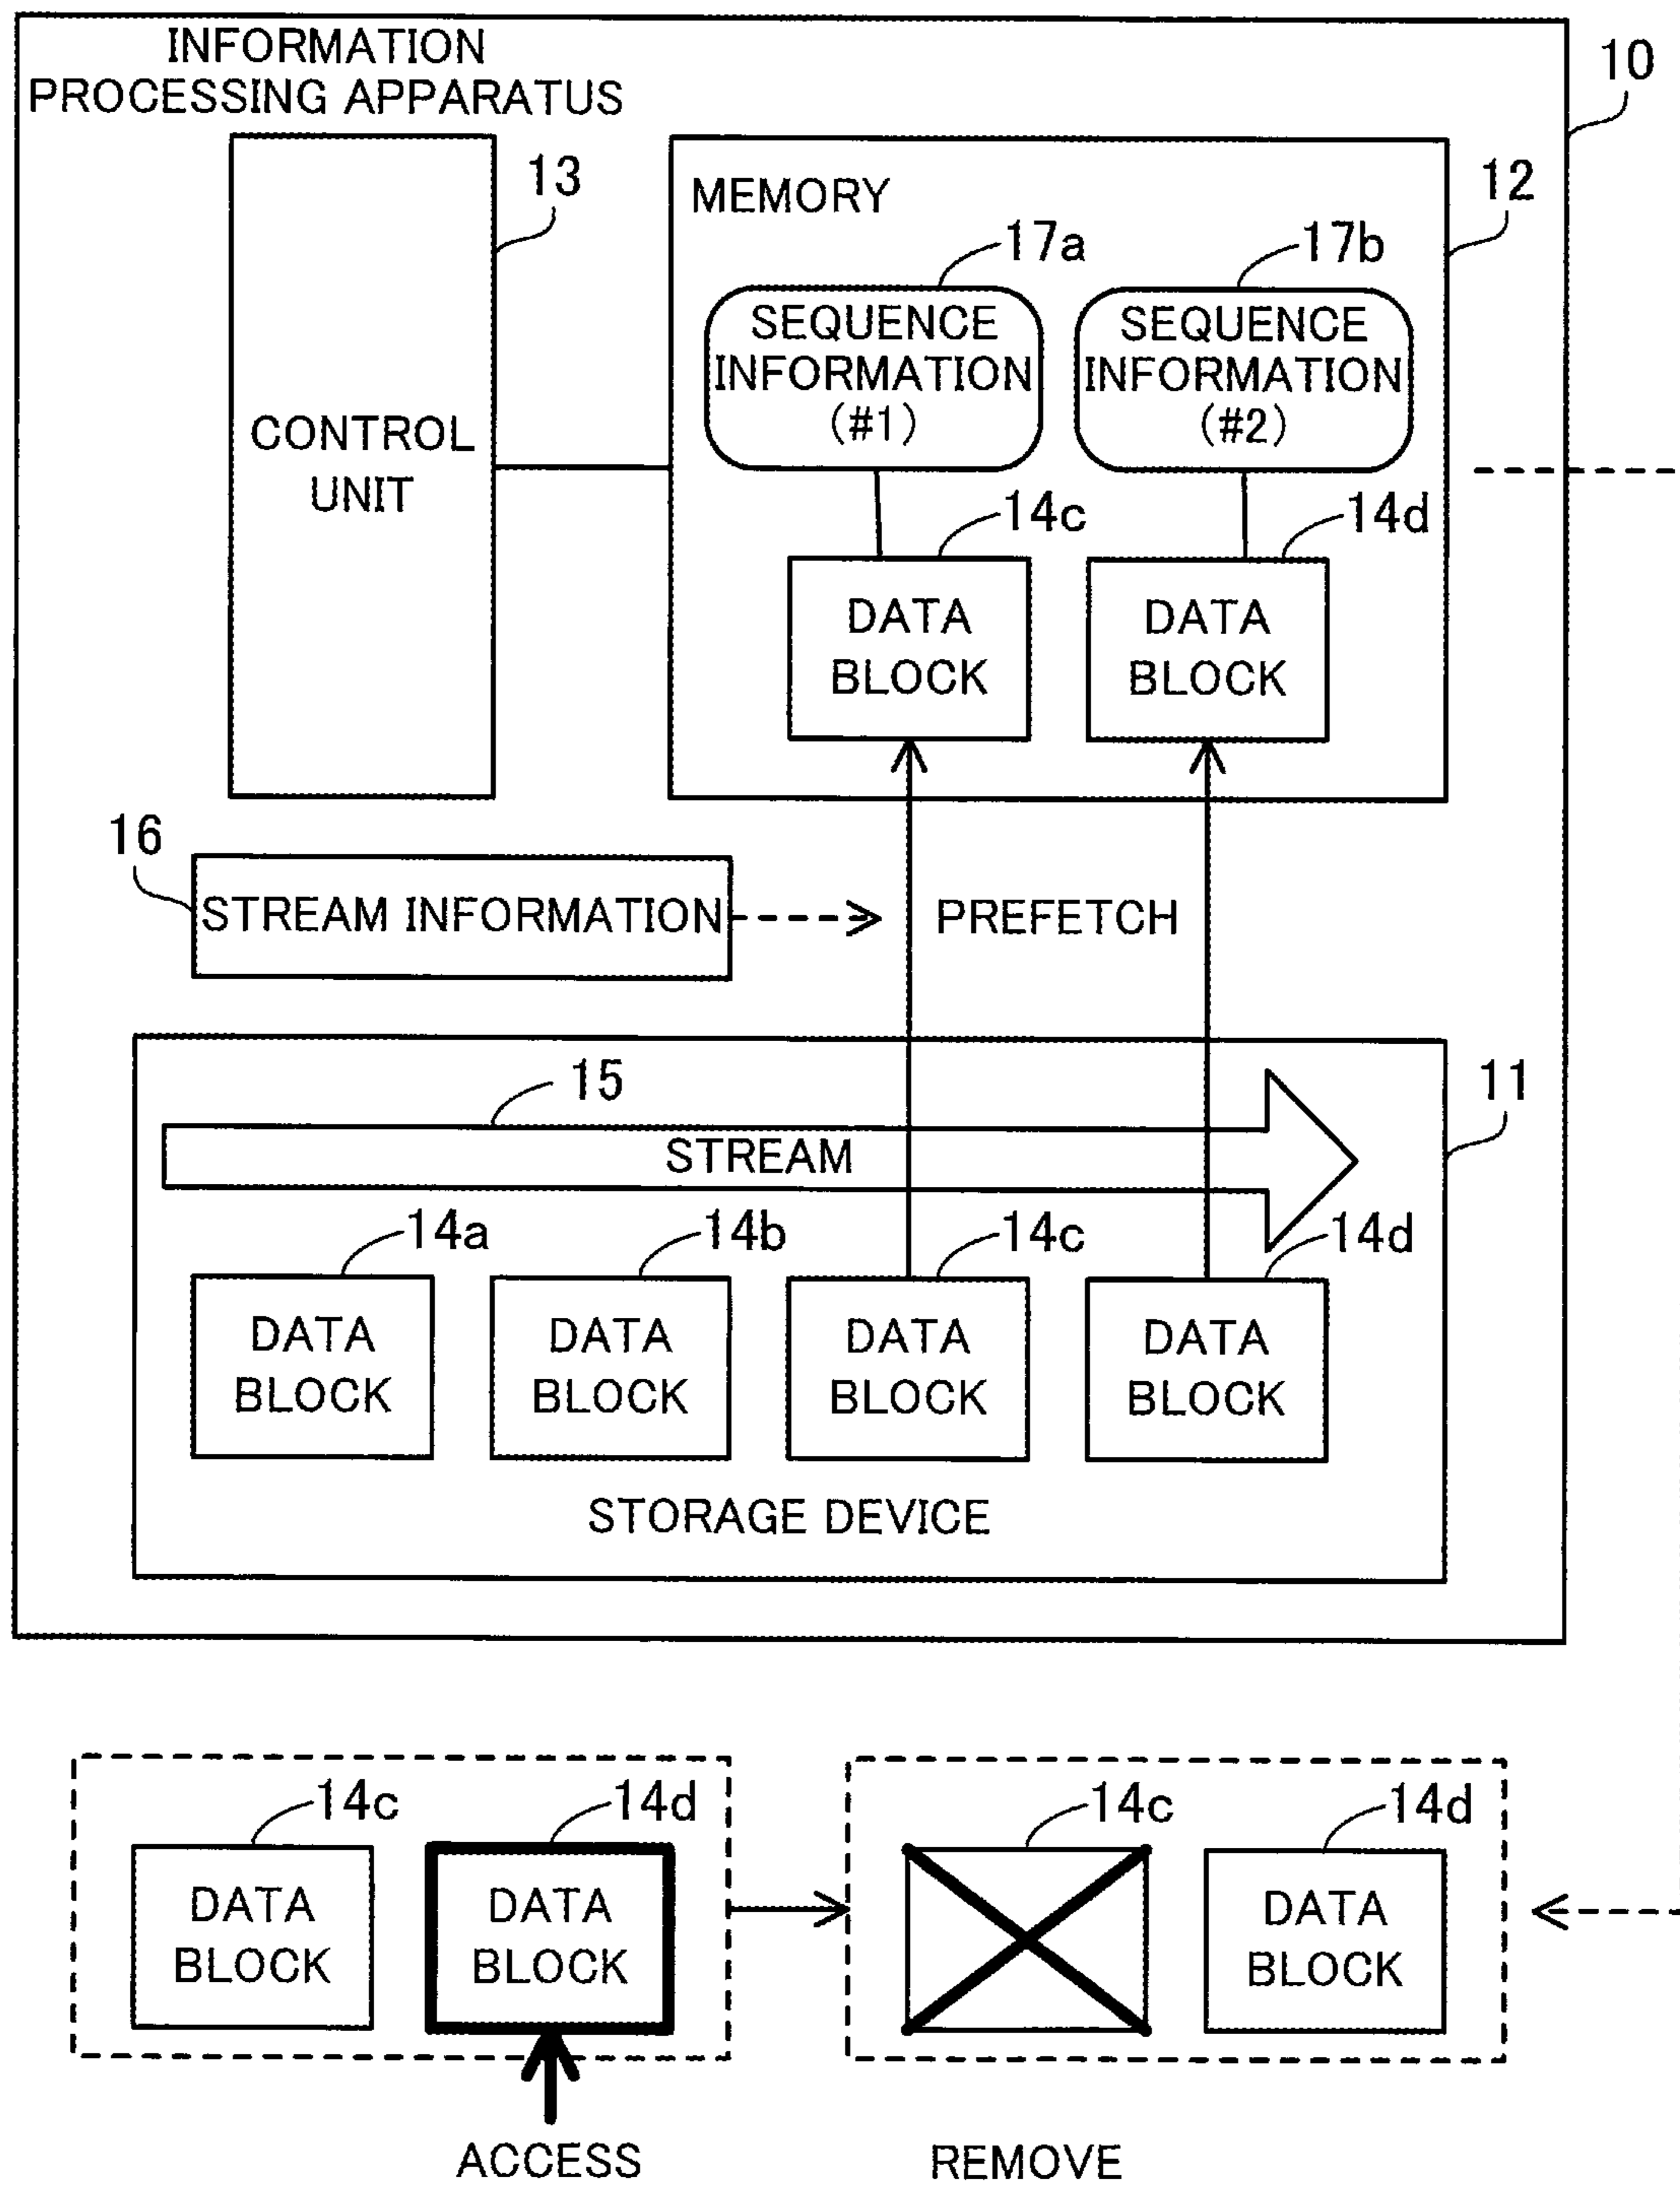 INFORMATION
PROCESSING APPARATUS
10
13
MEMORY
12
17a
17b
SEQUENCE
INFORMATION
(#1)
SEQUENCE
INFORMATION
(#2)
CONTROL
UNIT
14c
14d
DATA
BLOCK
DATA
BLOCK
16
STREAM INFORMATION
PREFETCH
15
11
STREAM
14a
14b
14c
14d
DATA
BLOCK
DATA
BLOCK
DATA
BLOCK
DATA
BLOCK
STORAGE DEVICE
14c
14d
14c
14d
DATA
BLOCK
DATA
BLOCK
DATA
BLOCK
ACCESS
REMOVE